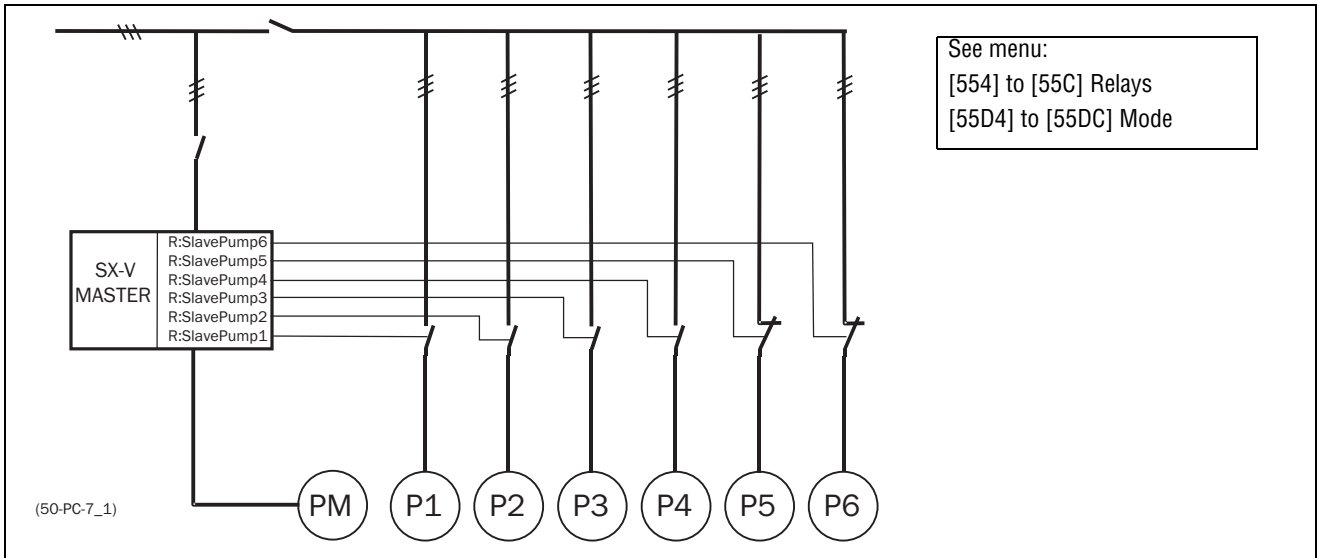 See menu:
[554] to [55C] Relays
[55D4] to [55DC] Mode
SX-V
MASTER
R:SlavePump6
R:SlavePump5
R:SlavePump4
R:SlavePump3
R:SlavePump2
R:SlavePump1
PM
P1
P2
P3
P4
P5
P6
(50-PC-7_1)